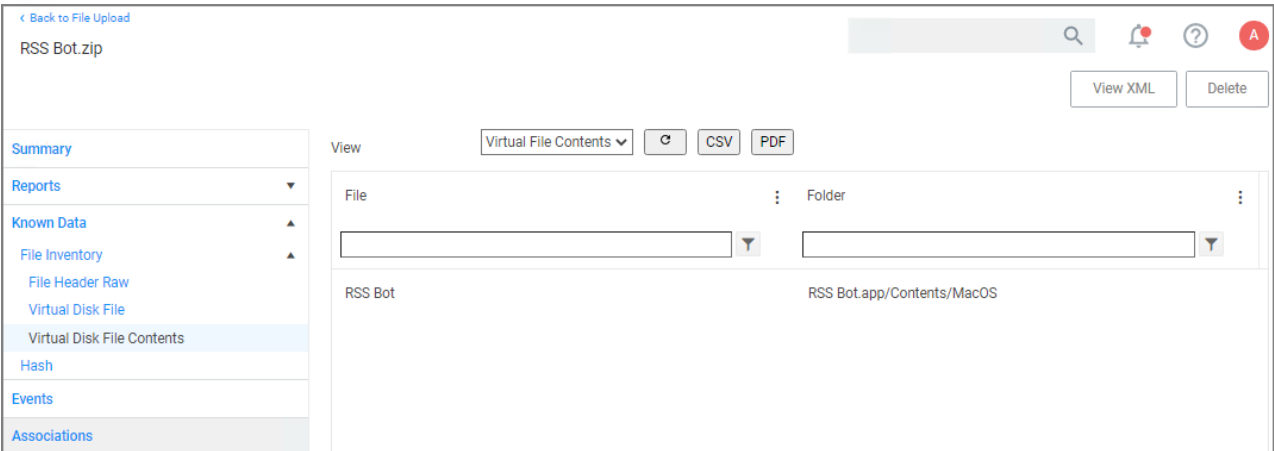 Back to File Upload
RSS Bot.zip
A
View XML
Delete
Summary
Reports
Known Data
File Inventory
File Header Raw
Virtual Disk File
Virtual Disk File Contents
Hash
Events
Associations
View
Virtual File Contents
CSV
PDF
File
Folder
RSS Bot
RSS Bot.app/Contents/MacOS